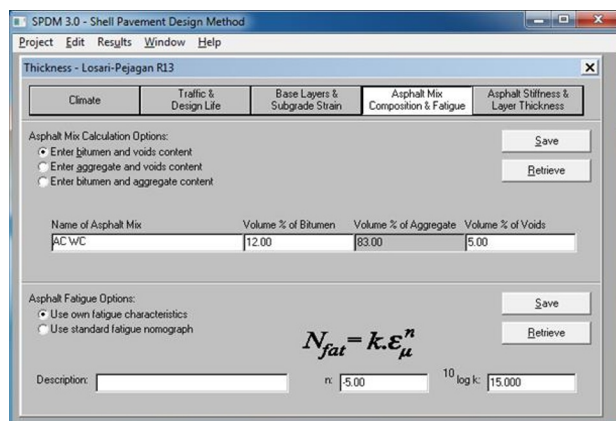 SPDM 3.0 - Shell Pavement Design Method
Project Edit Results Window Help
Thickness - Losari-Pejagan R13
Climate
Traffic &
Design Life
Base Layers &
Subgrade Strain
Asphalt Mix
Composition & Fatigue
Asphalt Stiffness &
Layer Thickness
Asphalt Mix Calculation Options:
Enter bitumen and voids content
Enter aggregate and voids content
Enter bitumen and aggregate content
Save
Retrieve
Name of Asphalt Mix Volume % of Bitumen Volume % of Aggregate Volume % of Voids
AC WC 12.00 83.00 5.00
Asphalt Fatigue Options:
Use own fatigue characteristics
Use standard fatigue nomograph
Save
Retrieve
N_fat = k.ε_μ^n
Description: n: -5.00 10 log k: 15.000